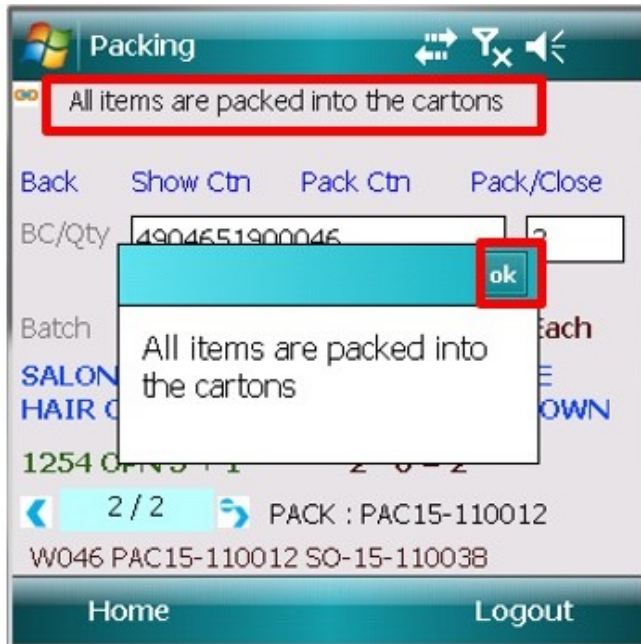 Packing
All items are packed into the cartons
Back Show Ctn Pack Ctn Pack/Close
BC/Qty 4904651900046
ok
Batch Each
All items are packed into
the cartons
SALON E
HAIR OWN
1254
2 / 2 PACK : PAC15-110012
W046 PAC15-110012 SO-15-110038
Home Logout